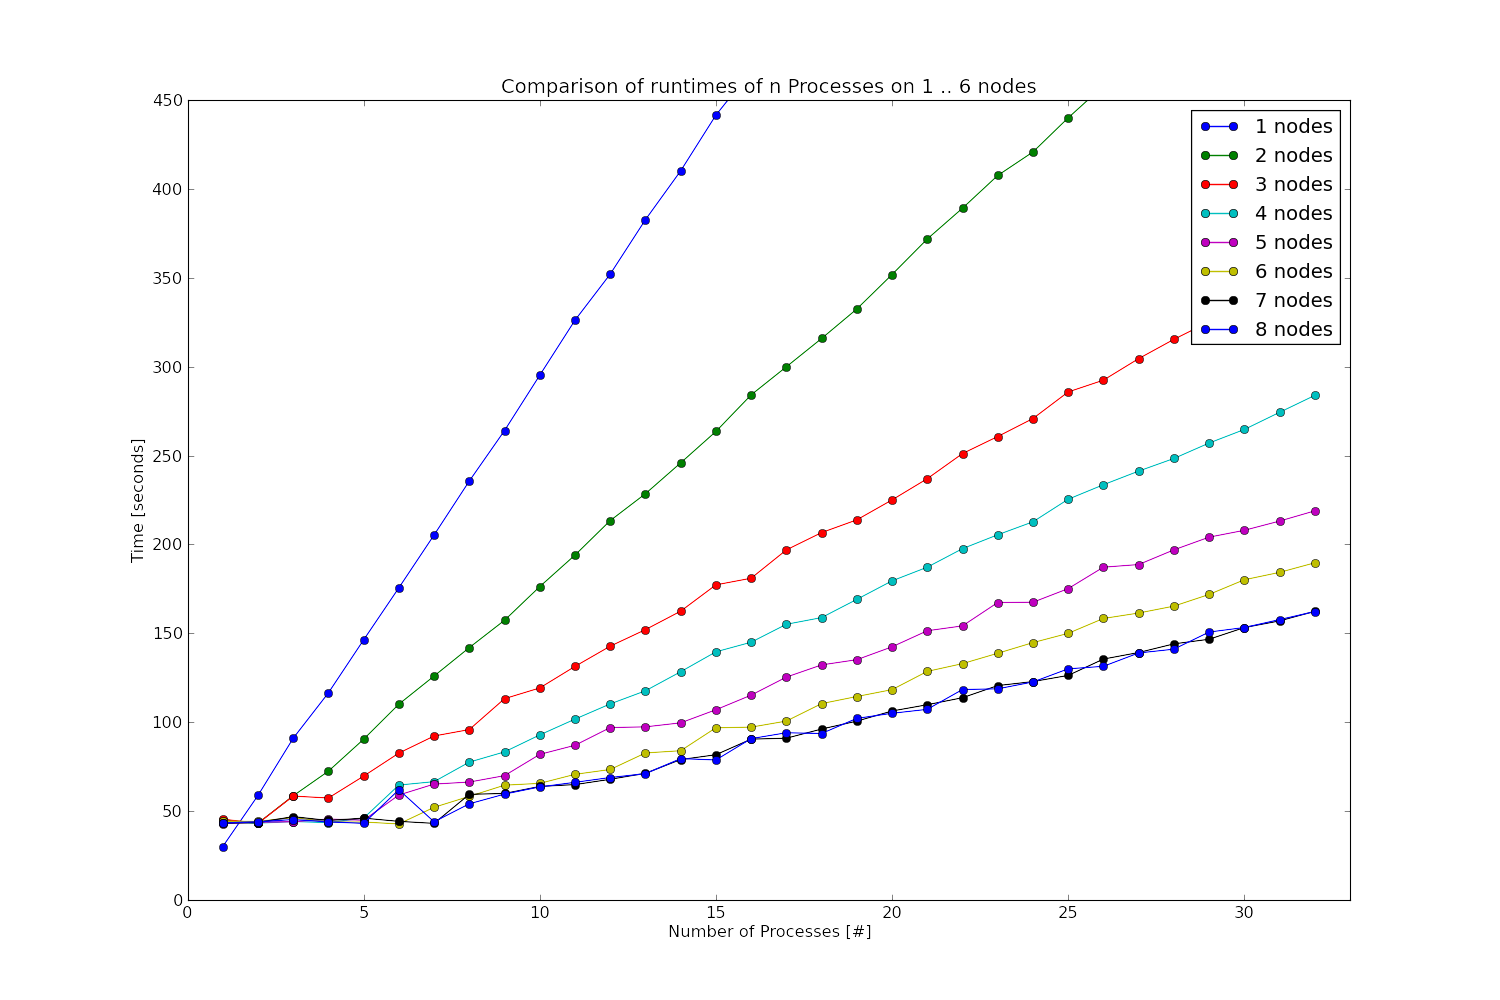 Comparison of runtimes of n Processes on 1 .. 6 nodes
450
400
350
300
250
200
150
100
50
0
Time [seconds]
0 5 10 15 20 25 30
Number of Processes [#]
1 nodes
2 nodes
3 nodes
4 nodes
5 nodes
6 nodes
7 nodes
8 nodes